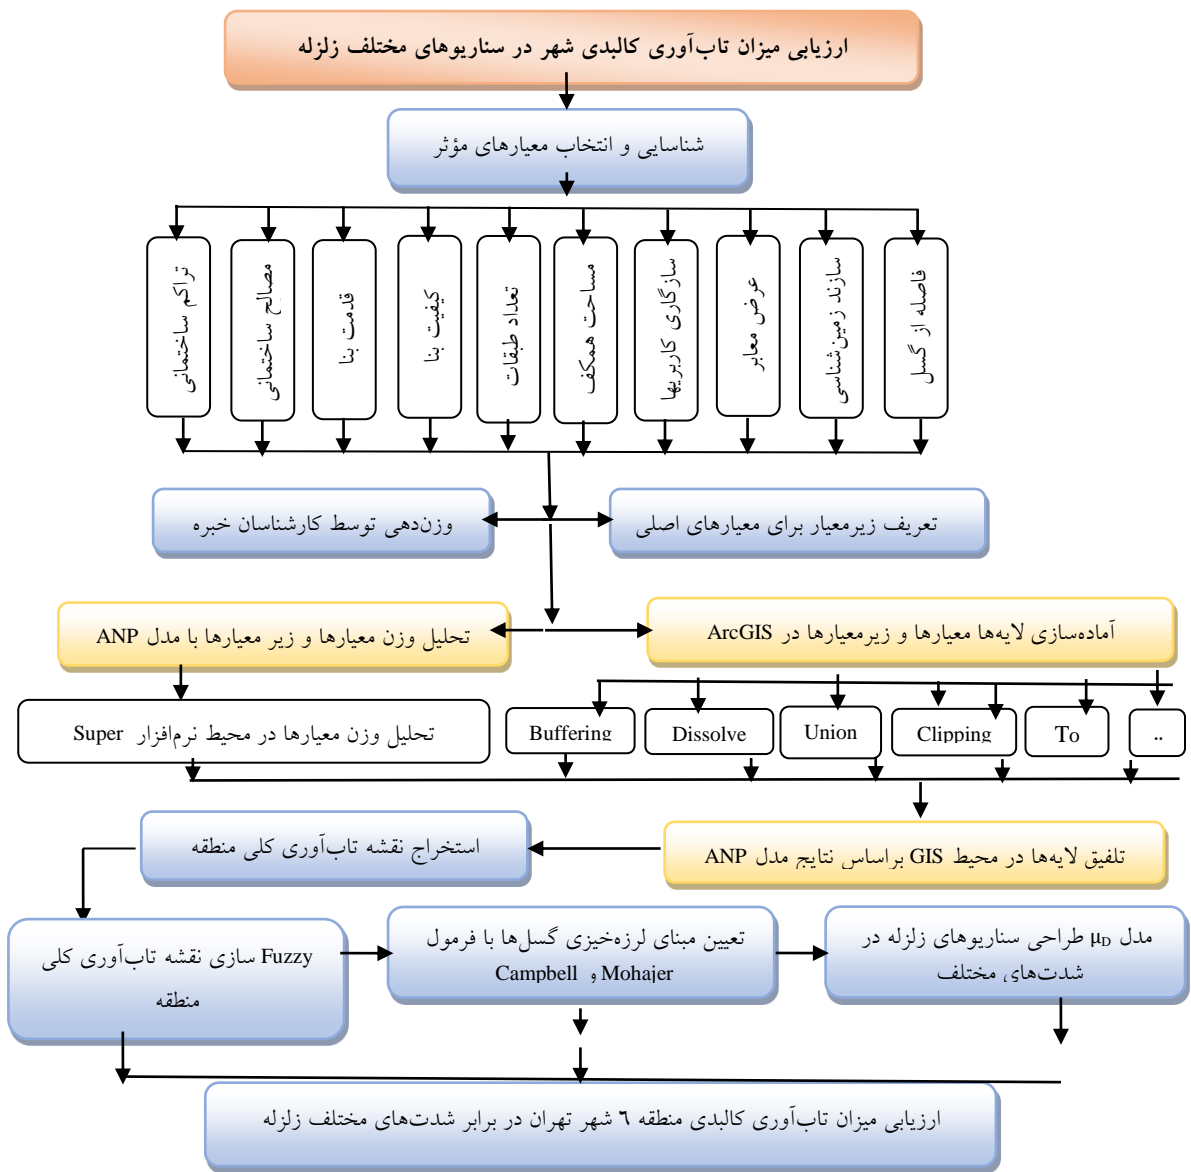 ارزیابی میزان تاب‌آوری کالبدی شهر در سناریوهای مختلف زلزله
شناسایی و انتخاب معیارهای مؤثر
فاصله از گسل
سازند زمین‌شناسی
عرض معابر
سازگاری کاربریها
مساحت همکف
تعداد طبقات
کیفیت بنا
قدمت بنا
مصالح ساختمانی
تراکم ساختمانی
تعریف زیرمعیار برای معیارهای اصلی
وزن‌دهی توسط کارشناسان خبره
آماده‌سازی لایه‌ها معیارها و زیرمعیارها در ArcGIS
تحلیل وزن معیارها و زیر معیارها با مدل ANP
تحلیل وزن معیارها در محیط نرم‌افزار Super
Buffering
Dissolve
Union
Clipping
To
..
تلفیق لایه‌ها در محیط GIS براساس نتایج مدل ANP
استخراج نقشه تاب‌آوری کلی منطقه
Fuzzy سازی نقشه تاب‌آوری کلی
منطقه
تعیین مبنای لرزه‌خیزی گسل‌ها با فرمول
Mohajer و Campbell
مدل μD طراحی سناریوهای زلزله در
شدت‌های مختلف
ارزیابی میزان تاب‌آوری کالبدی منطقه ٦ شهر تهران در برابر شدت‌های مختلف زلزله